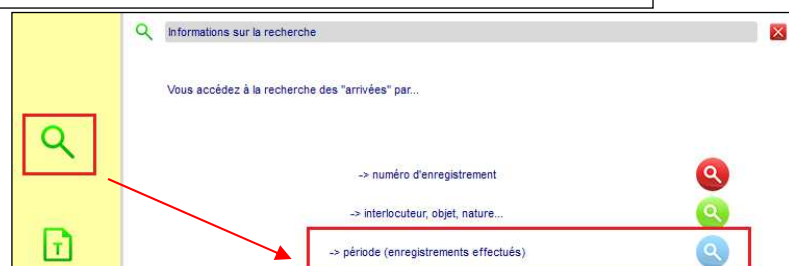 Informations sur la recherche
Vous accédez à la recherche des "arrivées" par...
-> numéro d'enregistrement
-> interlocuteur, objet, nature...
T
-> période (enregistrements effectués)